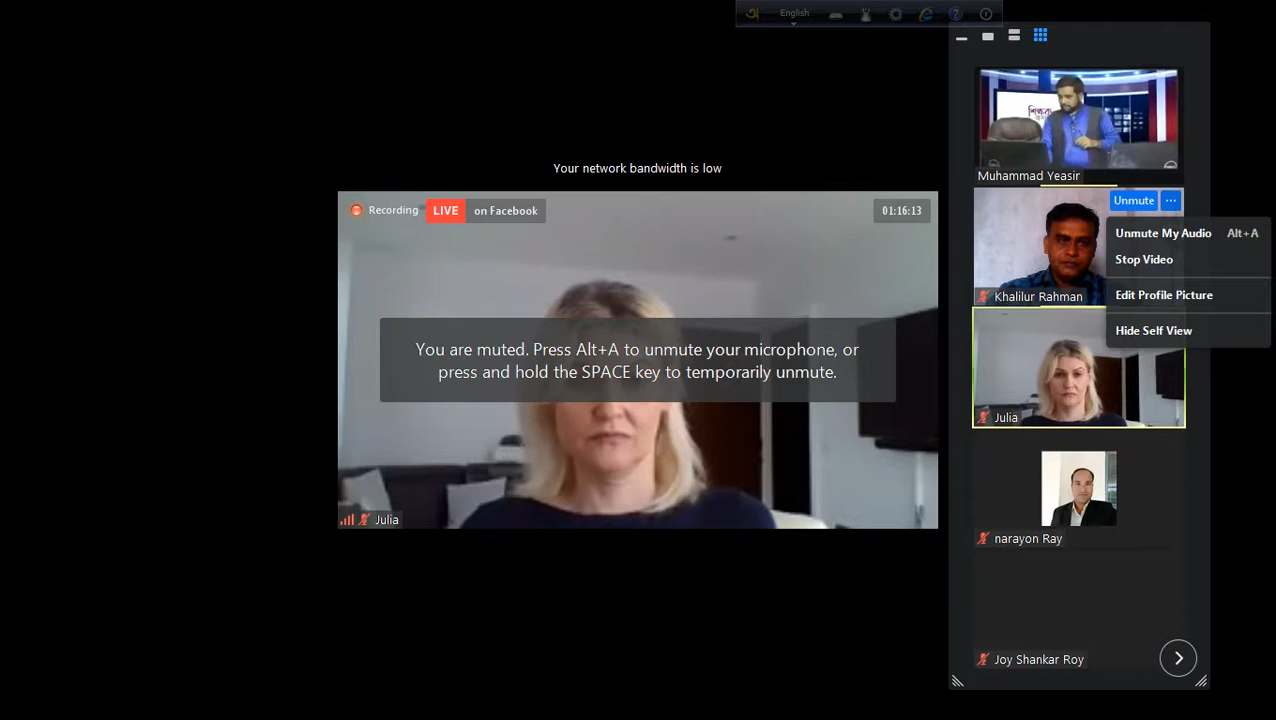 English
Your network bandwidth is low
Recording LIVE on Facebook 01:16:13
You are muted. Press Alt+A to unmute your microphone, or
press and hold the SPACE key to temporarily unmute.
Julia
Muhammad Yeasir
Unmute ...
Unmute My Audio Alt+A
Stop Video
Edit Profile Picture
Hide Self View
Khalilur Rahman
Julia
narayon Ray
Joy Shankar Roy